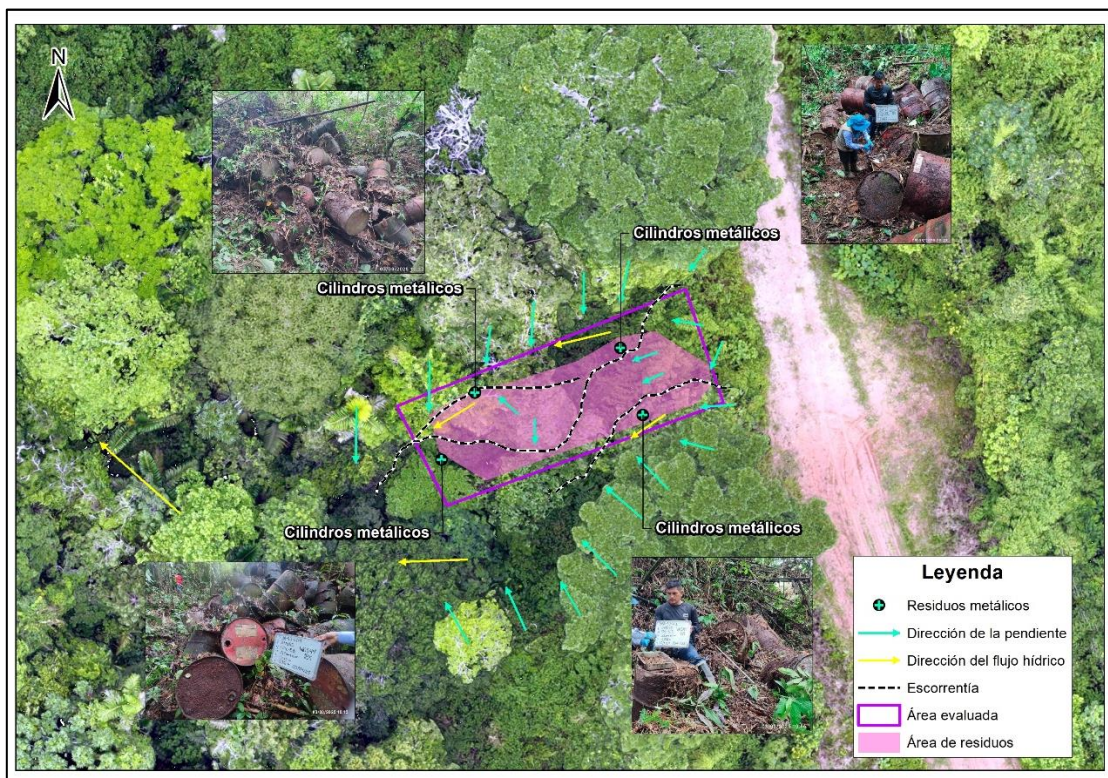 N
Cilindros metálicos
Cilindros metálicos
Cilindros metálicos
Cilindros metálicos
Leyenda
Residuos metálicos
Dirección de la pendiente
Dirección del flujo hídrico
Escorrentía
Área evaluada
Área de residuos